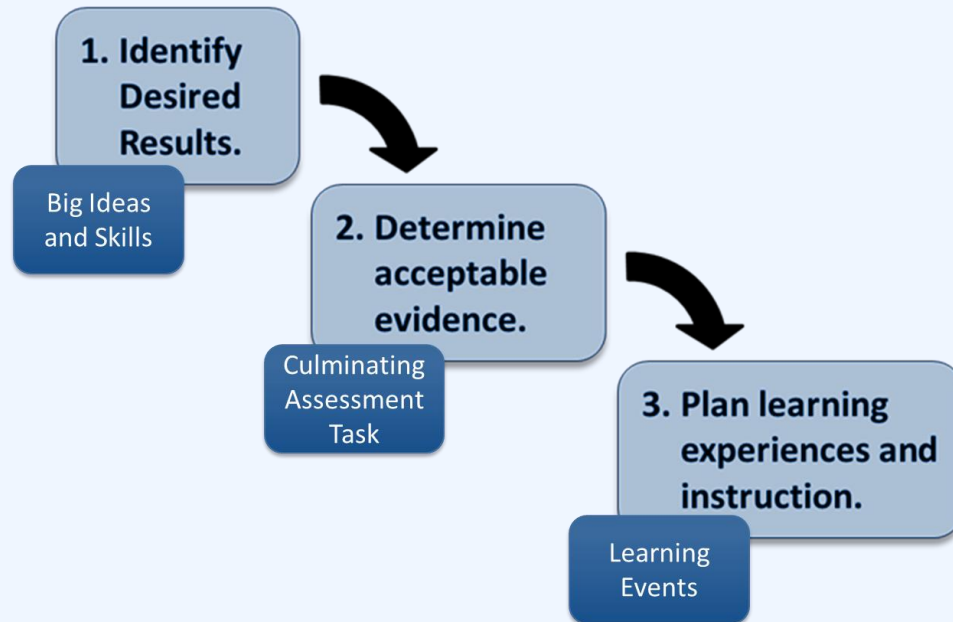 1. Identify
Desired
Results.
Big Ideas
and Skills
2. Determine
acceptable
evidence.
Culminating
Assessment
Task
3. Plan learning
experiences and
instruction.
Learning
Events